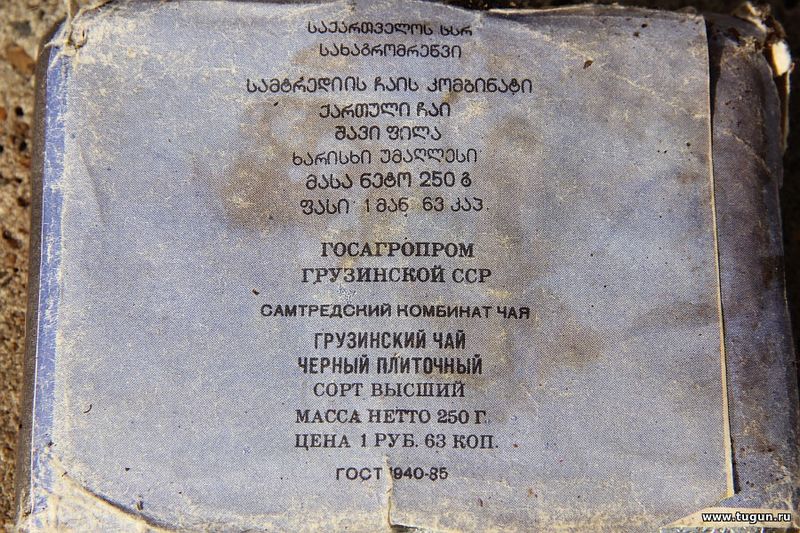 საქართველოს სსრ
სახაგრომრეწვი
სამტრედიის ჩაის კომბინატი
ქართული ჩაი
შავი ფილა
ხარისხი უმაღლესი
მასა ნეტო 250 გ
ფასი 1 მან 63 კაპ.
ГОСАГРОПРОМ
ГРУЗИНСКОЙ ССР
САМТРЕДСКИЙ КОМБИНАТ ЧАЯ
ГРУЗИНСКИЙ ЧАЙ
ЧЕРНЫЙ ПЛИТОЧНЫЙ
СОРТ ВЫСШИЙ
МАССА НЕТТО 250 Г.
ЦЕНА 1 РУБ. 63 КОП.
ГОСТ 1940-85
www.tugun.ru